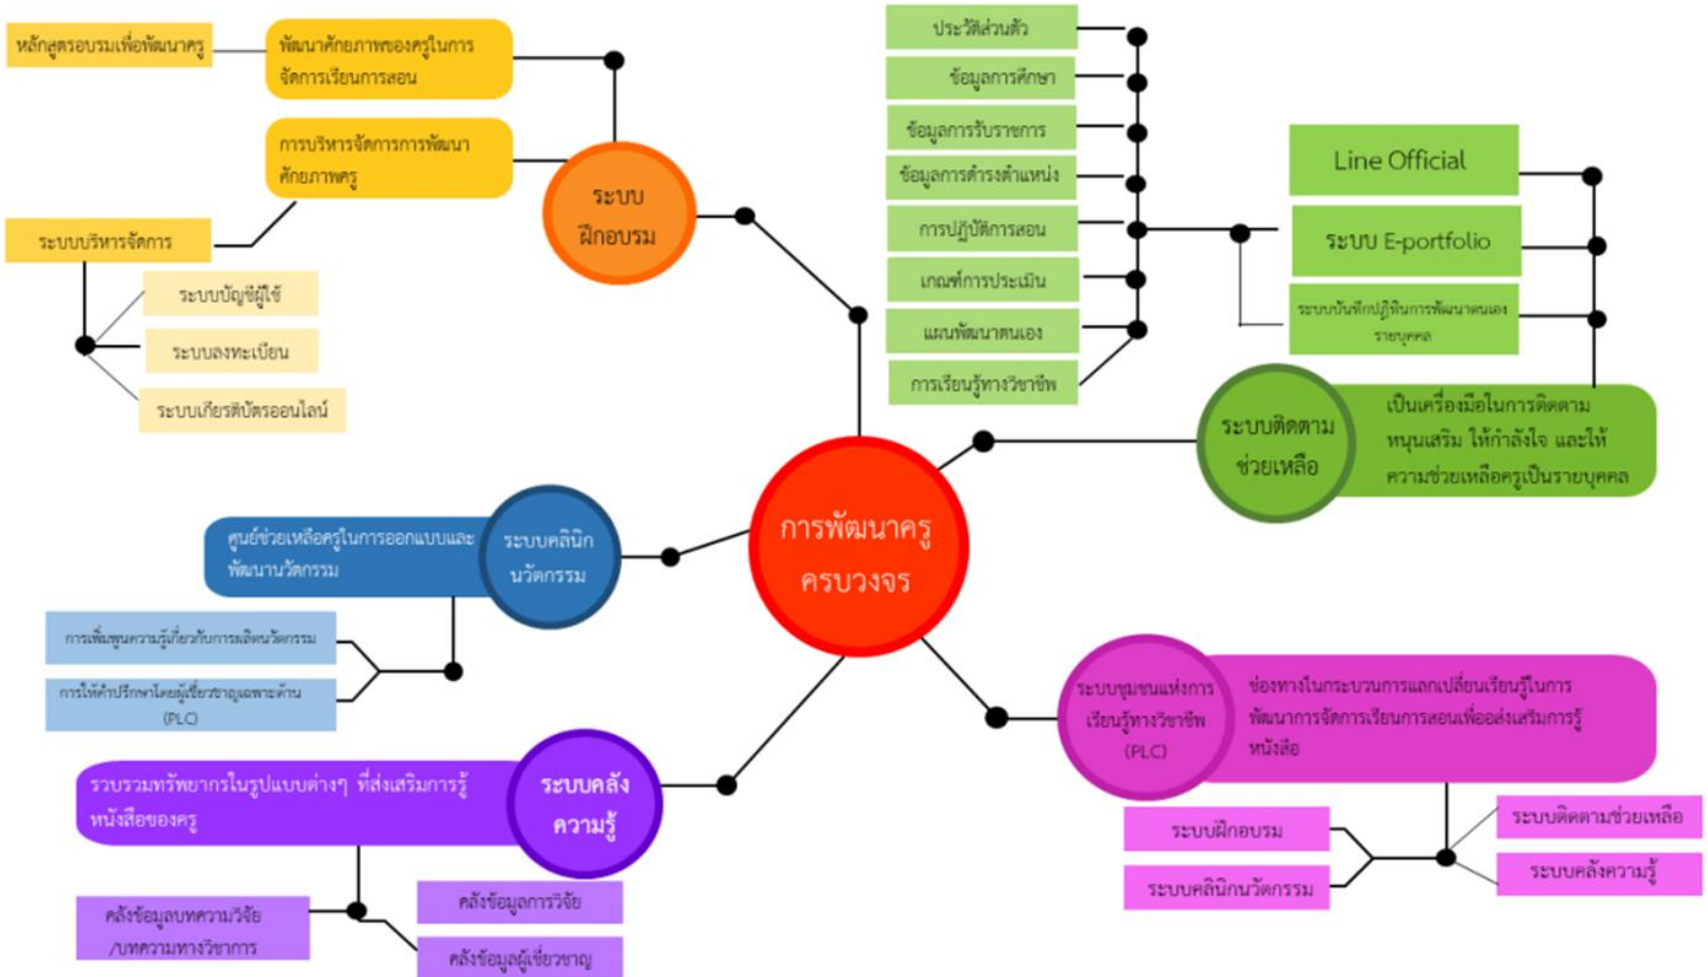 หลักสูตรอบรมเพื่อพัฒนาครู
พัฒนาศักยภาพของครูในการ
จัดการเรียนการสอน
การบริหารจัดการการพัฒนา
ศักยภาพครู
ระบบบริหารจัดการ
ระบบบัญชีผู้ใช้
ระบบลงทะเบียน
ระบบเกียรติบัตรออนไลน์
ระบบ
ฝึกอบรม
ประวัติส่วนตัว
ข้อมูลการศึกษา
ข้อมูลการรับราชการ
ข้อมูลการดำรงตำแหน่ง
การปฏิบัติการสอน
เกณฑ์การประเมิน
แผนพัฒนาตนเอง
การเรียนรู้ทางวิชาชีพ
Line Official
ระบบ E-portfolio
ระบบบันทึกปฏิทินการพัฒนาตนเอง
รายบุคคล
ระบบติดตาม
ช่วยเหลือ
เป็นเครื่องมือในการติดตาม
หนุนเสริม ให้กำลังใจ และให้
ความช่วยเหลือครูเป็นรายบุคคล
การพัฒนาครู
ครบวงจร
ศูนย์ช่วยเหลือครูในการออกแบบและ
พัฒนานวัตกรรม
ระบบคลินิก
นวัตกรรม
การเพิ่มพูนความรู้เกี่ยวกับการผลิตนวัตกรรม
การให้คำปรึกษาโดยผู้เชี่ยวชาญเฉพาะด้าน
(PLC)
รวบรวมทรัพยากรในรูปแบบต่างๆ ที่ส่งเสริมการรู้
หนังสือของครู
ระบบคลัง
ความรู้
คลังข้อมูลบทความวิจัย
/บทความทางวิชาการ
คลังข้อมูลการวิจัย
คลังข้อมูลผู้เชี่ยวชาญ
ระบบชุมชนแห่งการ
เรียนรู้ทางวิชาชีพ
(PLC)
ช่องทางในกระบวนการแลกเปลี่ยนเรียนรู้ในการ
พัฒนาการจัดการเรียนการสอนเพื่ออส่งเสริมการรู้
หนังสือ
ระบบฝึกอบรม
ระบบคลินิกนวัตกรรม
ระบบติดตามช่วยเหลือ
ระบบคลังความรู้